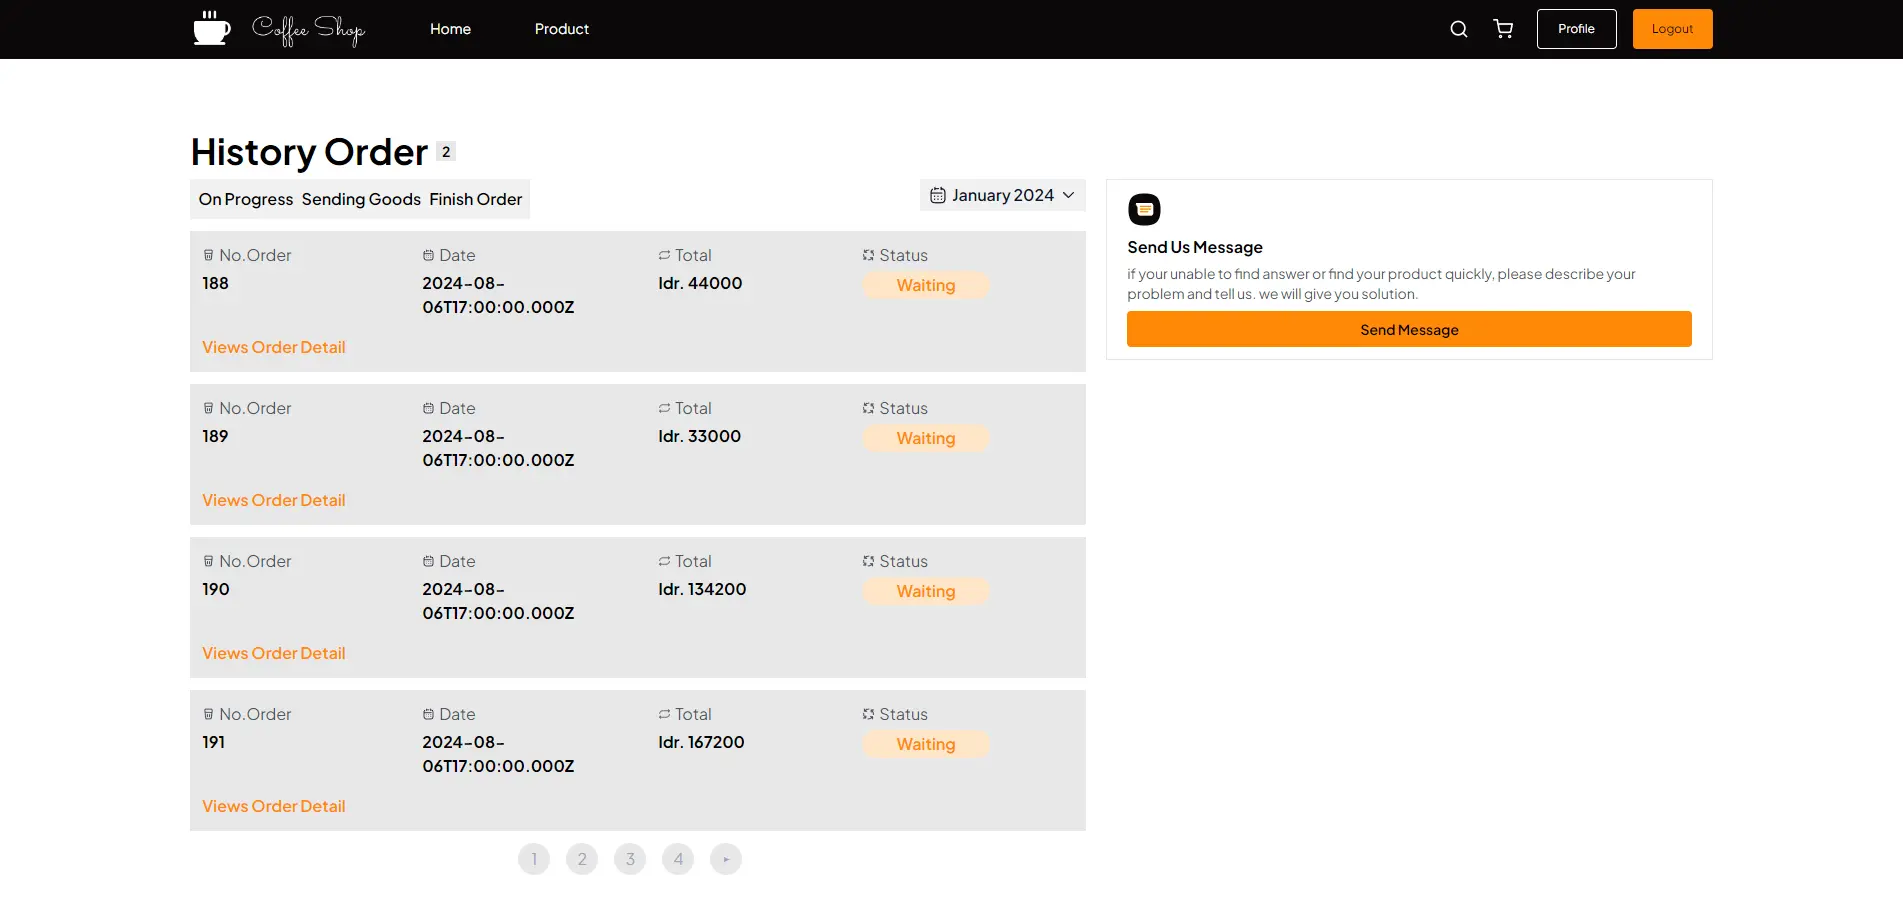 Coffee Shop Home Product Profile Logout
History Order 2
On Progress Sending Goods Finish Order
January 2024
No.Order Date Total Status
188 2024-08- Idr. 44000 Waiting
06T17:00:00.000Z
Views Order Detail
No.Order Date Total Status
189 2024-08- Idr. 33000 Waiting
06T17:00:00.000Z
Views Order Detail
No.Order Date Total Status
190 2024-08- Idr. 134200 Waiting
06T17:00:00.000Z
Views Order Detail
No.Order Date Total Status
191 2024-08- Idr. 167200 Waiting
06T17:00:00.000Z
Views Order Detail
1 2 3 4
Send Us Message
if your unable to find answer or find your product quickly, please describe your
problem and tell us. we will give you solution.
Send Message